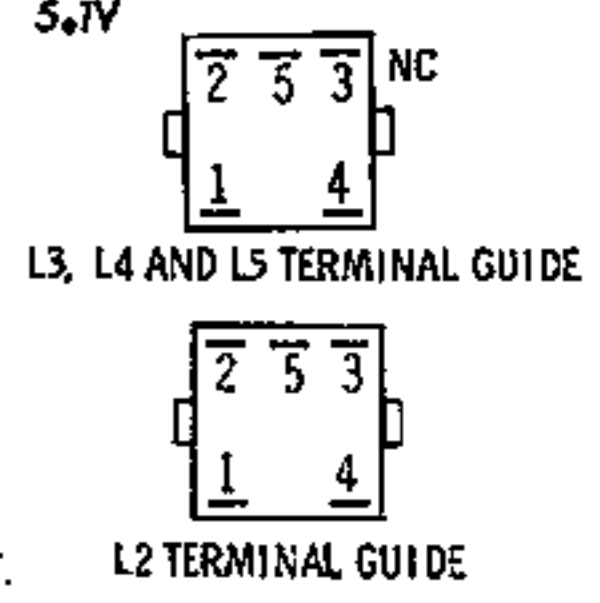 5.1V
2 5 3 NC
1 4
L3, L4 AND L5 TERMINAL GUIDE
2 5 3
1 4
L2 TERMINAL GUIDE